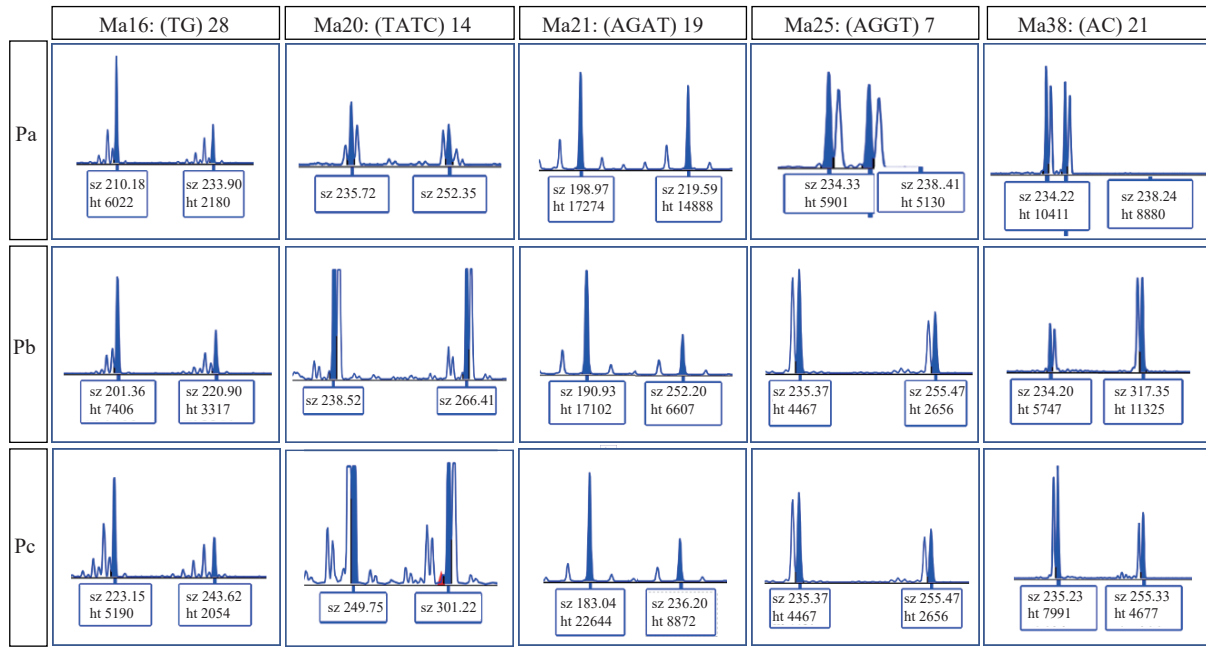 Ma16: (TG) 28
Ma20: (TATC) 14
Ma21: (AGAT) 19
Ma25: (AGGT) 7
Ma38: (AC) 21
Pa
sz 210.18
ht 6022
sz 233.90
ht 2180
sz 235.72
sz 252.35
sz 198.97
ht 17274
sz 219.59
ht 14888
sz 234.33
ht 5901
sz 238..41
ht 5130
sz 234.22
ht 10411
sz 238.24
ht 8880
Pb
sz 201.36
ht 7406
sz 220.90
ht 3317
sz 238.52
sz 266.41
sz 190.93
ht 17102
sz 252.20
ht 6607
sz 235.37
ht 4467
sz 255.47
ht 2656
sz 234.20
ht 5747
sz 317.35
ht 11325
Pc
sz 223.15
ht 5190
sz 243.62
ht 2054
sz 249.75
sz 301.22
sz 183.04
ht 22644
sz 236.20
ht 8872
sz 235.37
ht 4467
sz 255.47
ht 2656
sz 235.23
ht 7991
sz 255.33
ht 4677